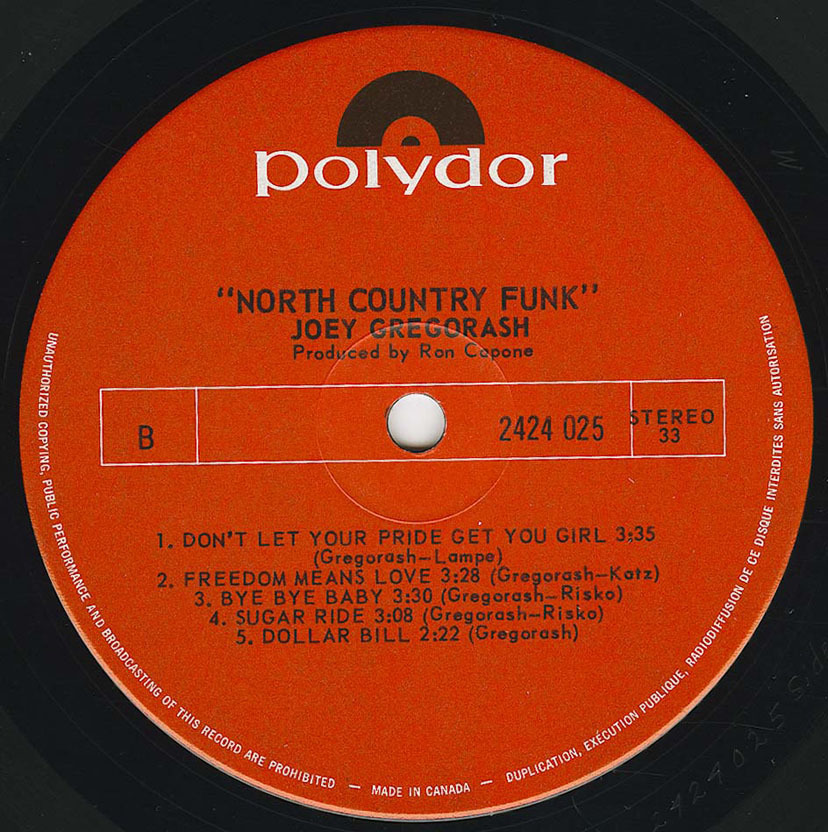 polydor
"NORTH COUNTRY FUNK"
JOEY GREGORASH
Produced by Ron Capone
B
2424 025
STEREO
33
1. DON'T LET YOUR PRIDE GET YOU GIRL 3:35
(Gregorash–Lampe)
2. FREEDOM MEANS LOVE 3:28 (Gregorash–Katz)
3. BYE BYE BABY 3:30 (Gregorash–Risko)
4. SUGAR RIDE 3:08 (Gregorash–Risko)
5. DOLLAR BILL 2:22 (Gregorash)
UNAUTHORIZED COPYING, PUBLIC PERFORMANCE AND BROADCASTING OF THIS RECORD ARE PROHIBITED — MADE IN CANADA — DUPLICATION, EXÉCUTION PUBLIQUE, RADIODIFFUSION DE CE DISQUE INTERDITES SANS AUTORISATION
2424025 Side